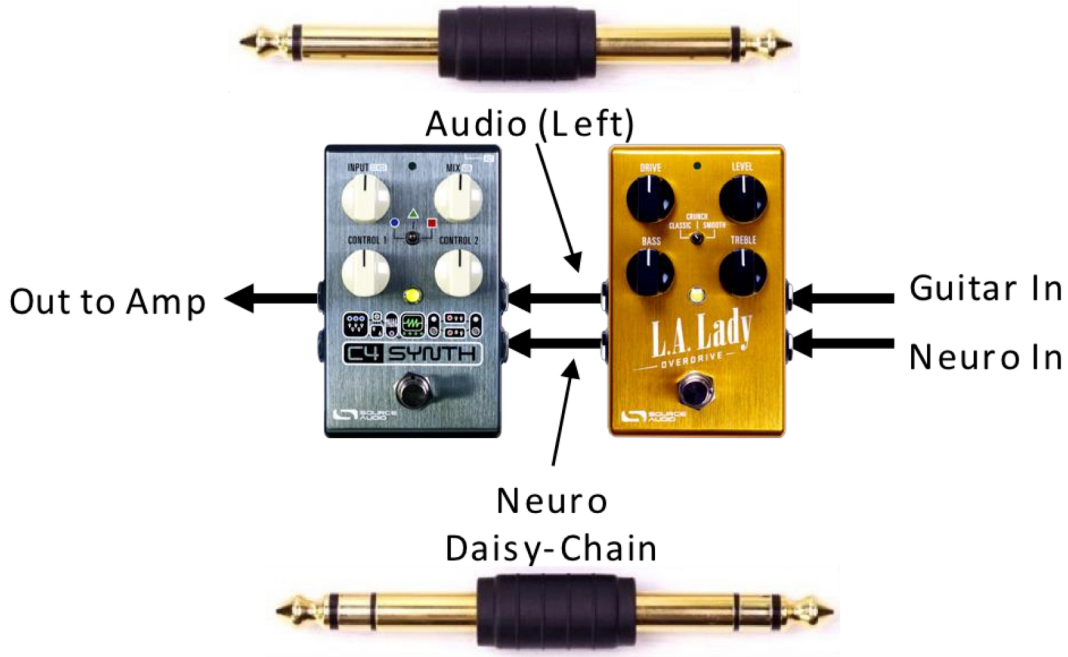 Audio (Left)
INPUT
MIX
CONTROL 1
CONTROL 2
C4 SYNTH
SOURCE
AUDIO
DRIVE
LEVEL
CRUNCH
CLASSIC | SMOOTH
BASS
TREBLE
L.A. Lady
OVERDRIVE
SOURCE
AUDIO
Out to Amp
Guitar In
Neuro In
Neuro
Daisy-Chain